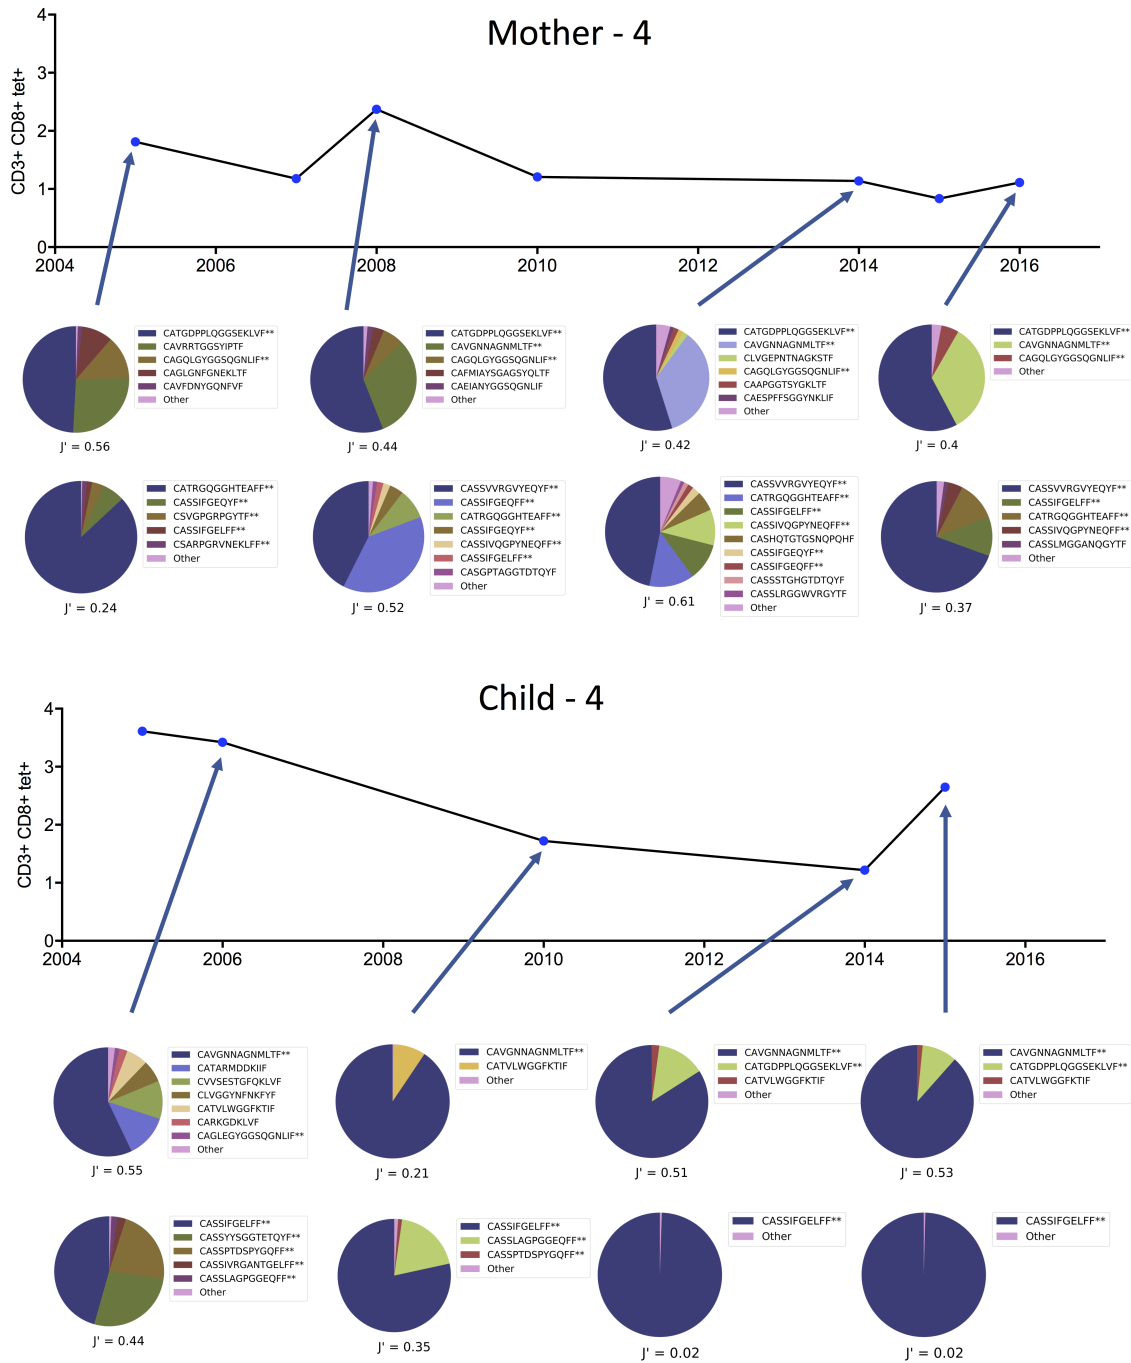 Mother - 4
CD3+ CD8+ tet+
4
3
2
1
0
2004 2006 2008 2010 2012 2014 2016
CATGDPPLQGGSEKLVF**
CAVRRTGGSYIPTF
CAGQLGYGGSQGNLIF**
CAGLGNFGNEKLTF
CAVFDNYGQNFVF
Other
J' = 0.56
CATGDPPLQGGSEKLVF**
CAVGNNAGNMLTF**
CAGQLGYGGSQGNLIF**
CAFMIAYSGAGSYQLTF
CAEIANYGGSQGNLIF
Other
J' = 0.44
CATGDPPLQGGSEKLVF**
CAVGNNAGNMLTF**
CLVGEPNTNAGKSTF
CAGQLGYGGSQGNLIF**
CAAPGGTSYGKLTF
CAESPFFSGGYNKLIF
Other
J' = 0.42
CATGDPPLQGGSEKLVF**
CAVGNNAGNMLTF**
CAGQLGYGGSQGNLIF**
Other
J' = 0.4
CATRGQGGHTEAFF**
CASSIFGEQYF**
CSVGPGRPGYTF**
CASSIFGELFF**
CSARPGRVNEKLFF**
Other
J' = 0.24
CASSVVRGVYEQYF**
CASSIFGEQFF**
CATRGQGGHTEAFF**
CASSIFGEQYF**
CASSIVQGPYNEQFF**
CASSIFGELFF**
CASGPTAGGTDTQYF
Other
J' = 0.52
CASSVVRGVYEQYF**
CATRGQGGHTEAFF**
CASSIFGELFF**
CASSIVQGPYNEQFF**
CASHQTGTGSNQPQHF
CASSIFGEQYF**
CASSIFGEQFF**
CASSSTGHGTDTQYF
CASSLRGGWVRGYTF
Other
J' = 0.61
CASSVVRGVYEQYF**
CASSIFGELFF**
CATRGQGGHTEAFF**
CASSIVQGPYNEQFF**
CASSLMGGANQGYTF
Other
J' = 0.37
Child - 4
CD3+ CD8+ tet+
4
3
2
1
0
2004 2006 2008 2010 2012 2014 2016
CAVGNNAGNMLTF**
CATARMDDKIIF
CVVSESTGFQKLVF
CLVGGYNFNKFYF
CATVLWGGFKTIF
CARKGDKLVF
CAGLEGYGGSQGNLIF**
Other
J' = 0.55
CAVGNNAGNMLTF**
CATVLWGGFKTIF
Other
J' = 0.21
CAVGNNAGNMLTF**
CATGDPPLQGGSEKLVF**
CATVLWGGFKTIF
Other
J' = 0.51
CAVGNNAGNMLTF**
CATGDPPLQGGSEKLVF**
CATVLWGGFKTIF
Other
J' = 0.53
CASSIFGELFF**
CASSYYSGGTETQYF**
CASSPTDSPYGQFF**
CASSIVRGANTGELFF**
CASSLAGPGGEQFF**
Other
J' = 0.44
CASSIFGELFF**
CASSLAGPGGEQFF**
CASSPTDSPYGQFF**
Other
J' = 0.35
CASSIFGELFF**
Other
J' = 0.02
CASSIFGELFF**
Other
J' = 0.02